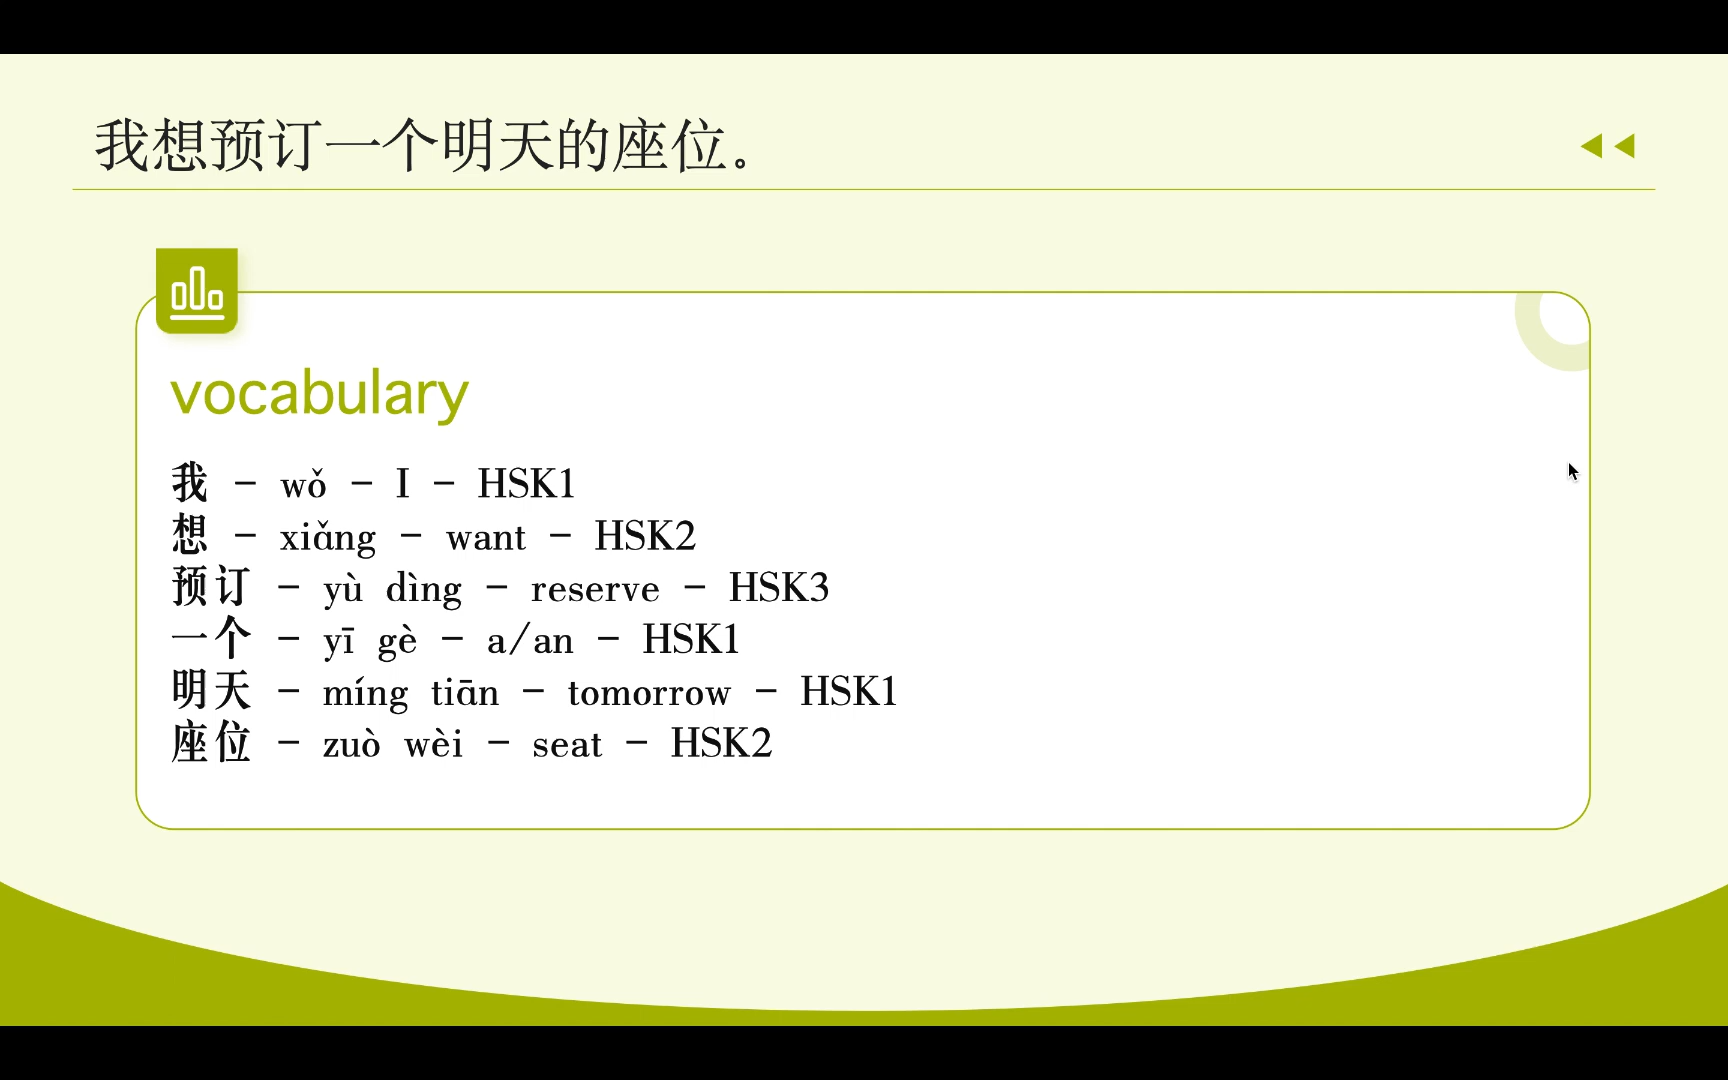 我想预订一个明天的座位。
vocabulary
我 - wǒ - I - HSK1
想 - xiǎng - want - HSK2
预订 - yù dìng - reserve - HSK3
一个 - yī gè - a/an - HSK1
明天 - míng tiān - tomorrow - HSK1
座位 - zuò wèi - seat - HSK2